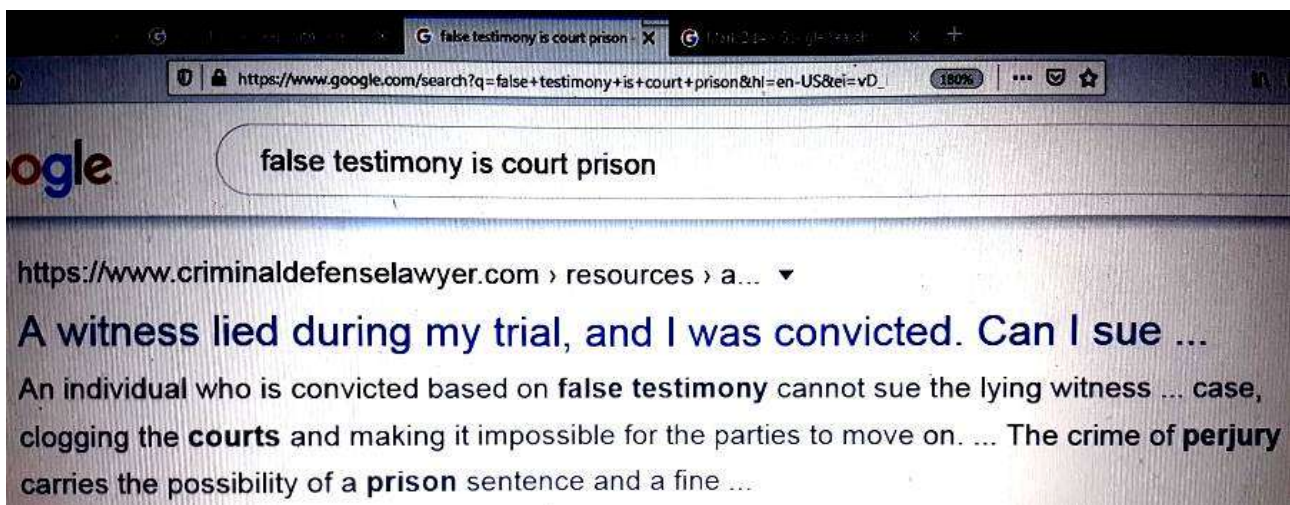 false testimony is court prison - X
https://www.google.com/search?q=false+testimony+is+court+prison&hl=en-US&ei=vD_ 180% ...
ogle false testimony is court prison
https://www.criminaldefenselawyer.com › resources › a... ▼
A witness lied during my trial, and I was convicted. Can I sue ...
An individual who is convicted based on false testimony cannot sue the lying witness ... case,
clogging the courts and making it impossible for the parties to move on. ... The crime of perjury
carries the possibility of a prison sentence and a fine ...